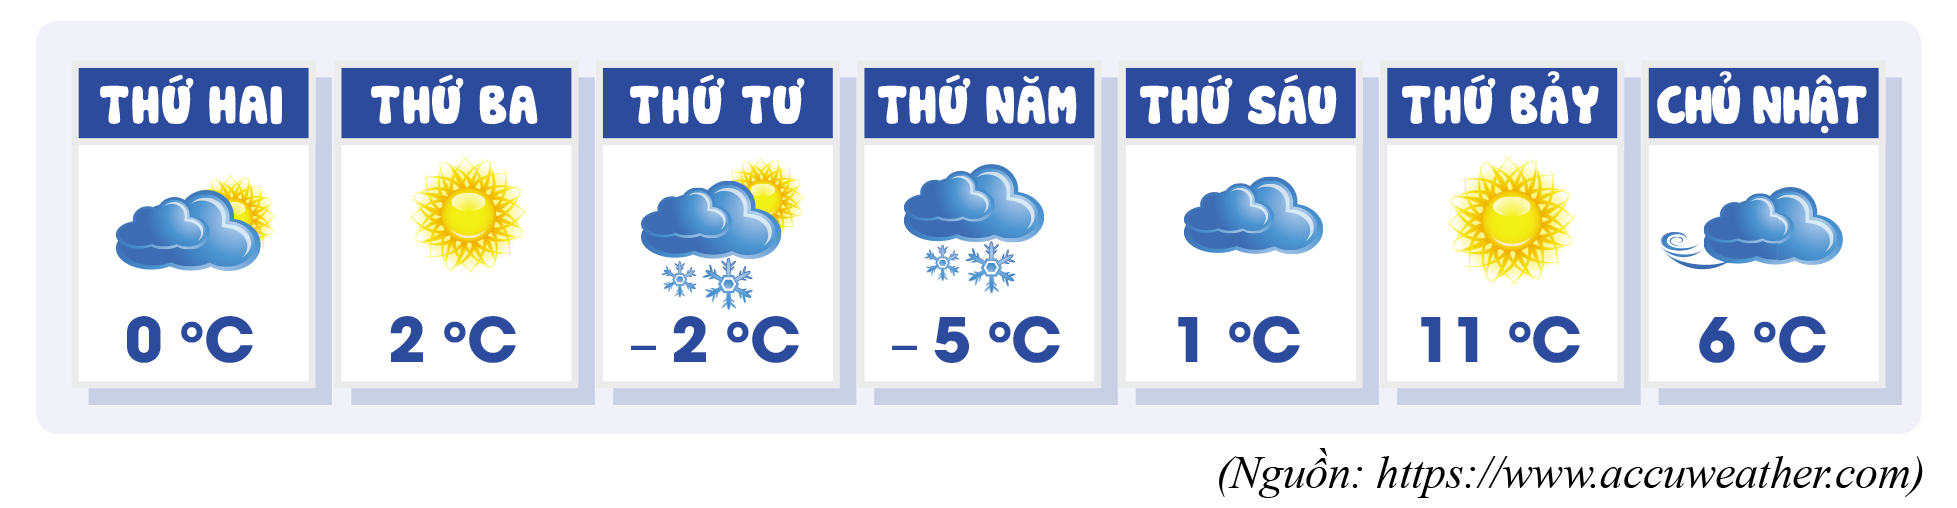 THỨ HAI THỨ BA THỨ TƯ THỨ NĂM THỨ SÁU THỨ BẢY CHỦ NHẬT
0 °C 2 °C – 2 °C – 5 °C 1 °C 11 °C 6 °C
(Nguồn: https://www.accuweather.com)